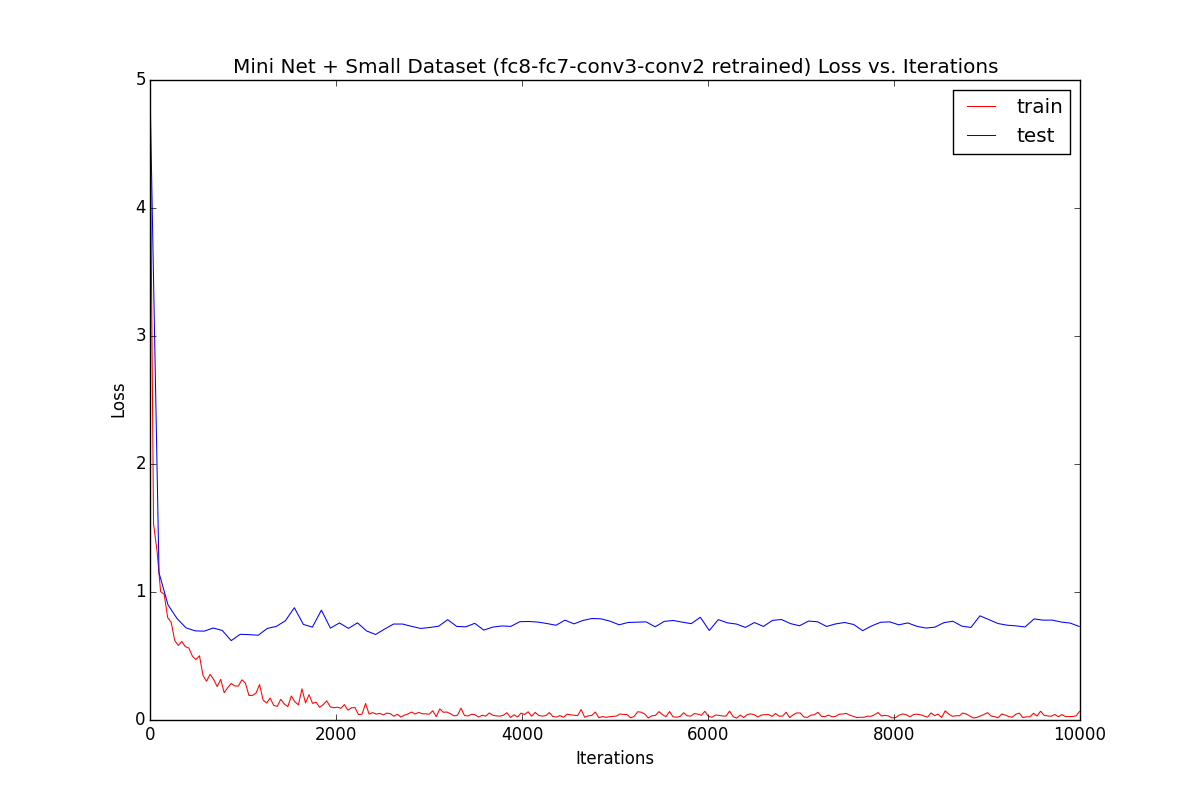 Mini Net + Small Dataset (fc8-fc7-conv3-conv2 retrained) Loss vs. Iterations
5
4
3
2
1
0
Loss
train
test
0 2000 4000 6000 8000 10000
Iterations